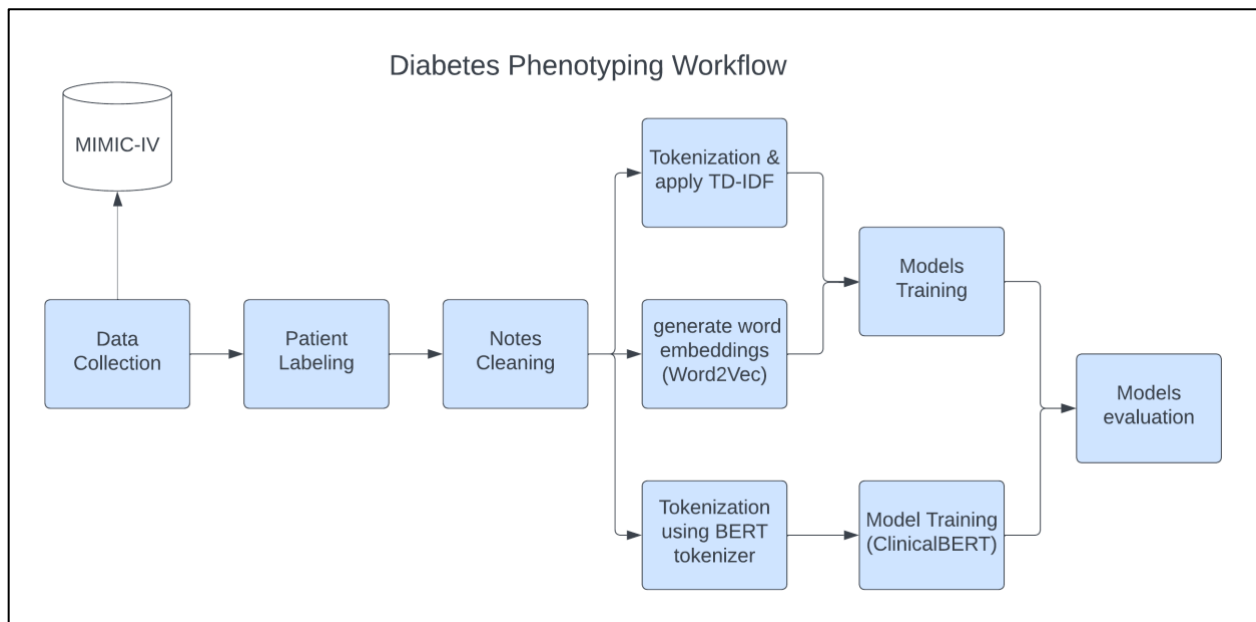 Diabetes Phenotyping Workflow
MIMIC-IV
Data
Collection
Patient
Labeling
Notes
Cleaning
Tokenization &
apply TD-IDF
generate word
embeddings
(Word2Vec)
Tokenization
using BERT
tokenizer
Models
Training
Model Training
(ClinicalBERT)
Models
evaluation